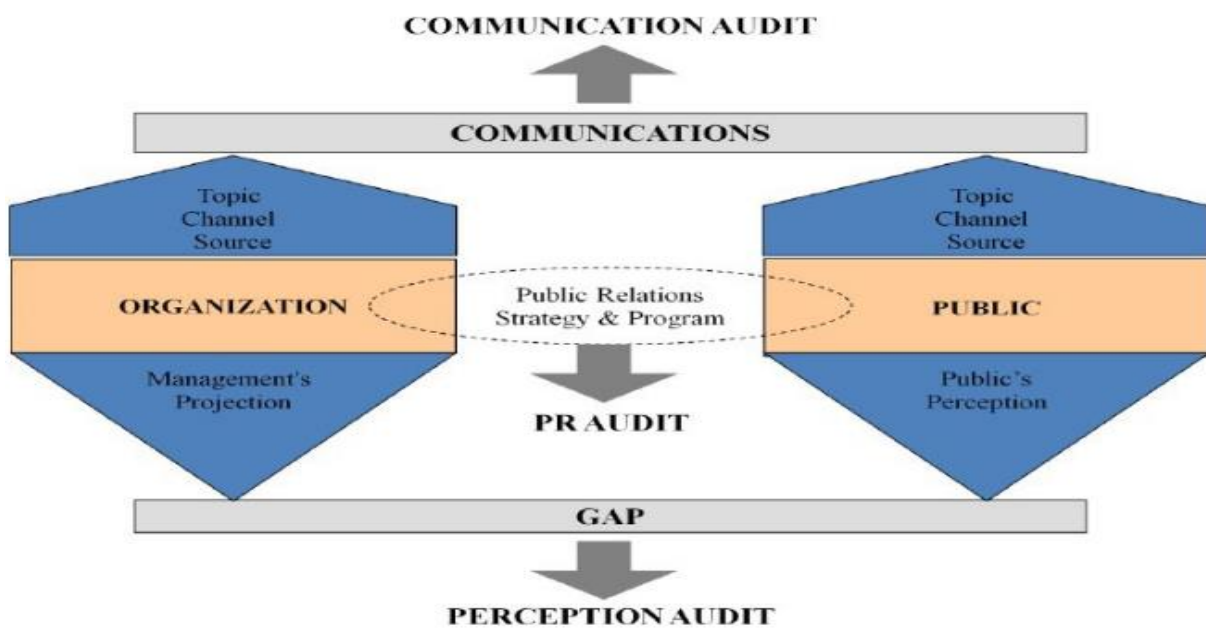 COMMUNICATION AUDIT
COMMUNICATIONS
Topic
Channel
Source
Topic
Channel
Source
ORGANIZATION
Public Relations
Strategy & Program
PUBLIC
Management's
Projection
Public's
Perception
PR AUDIT
GAP
PERCEPTION AUDIT